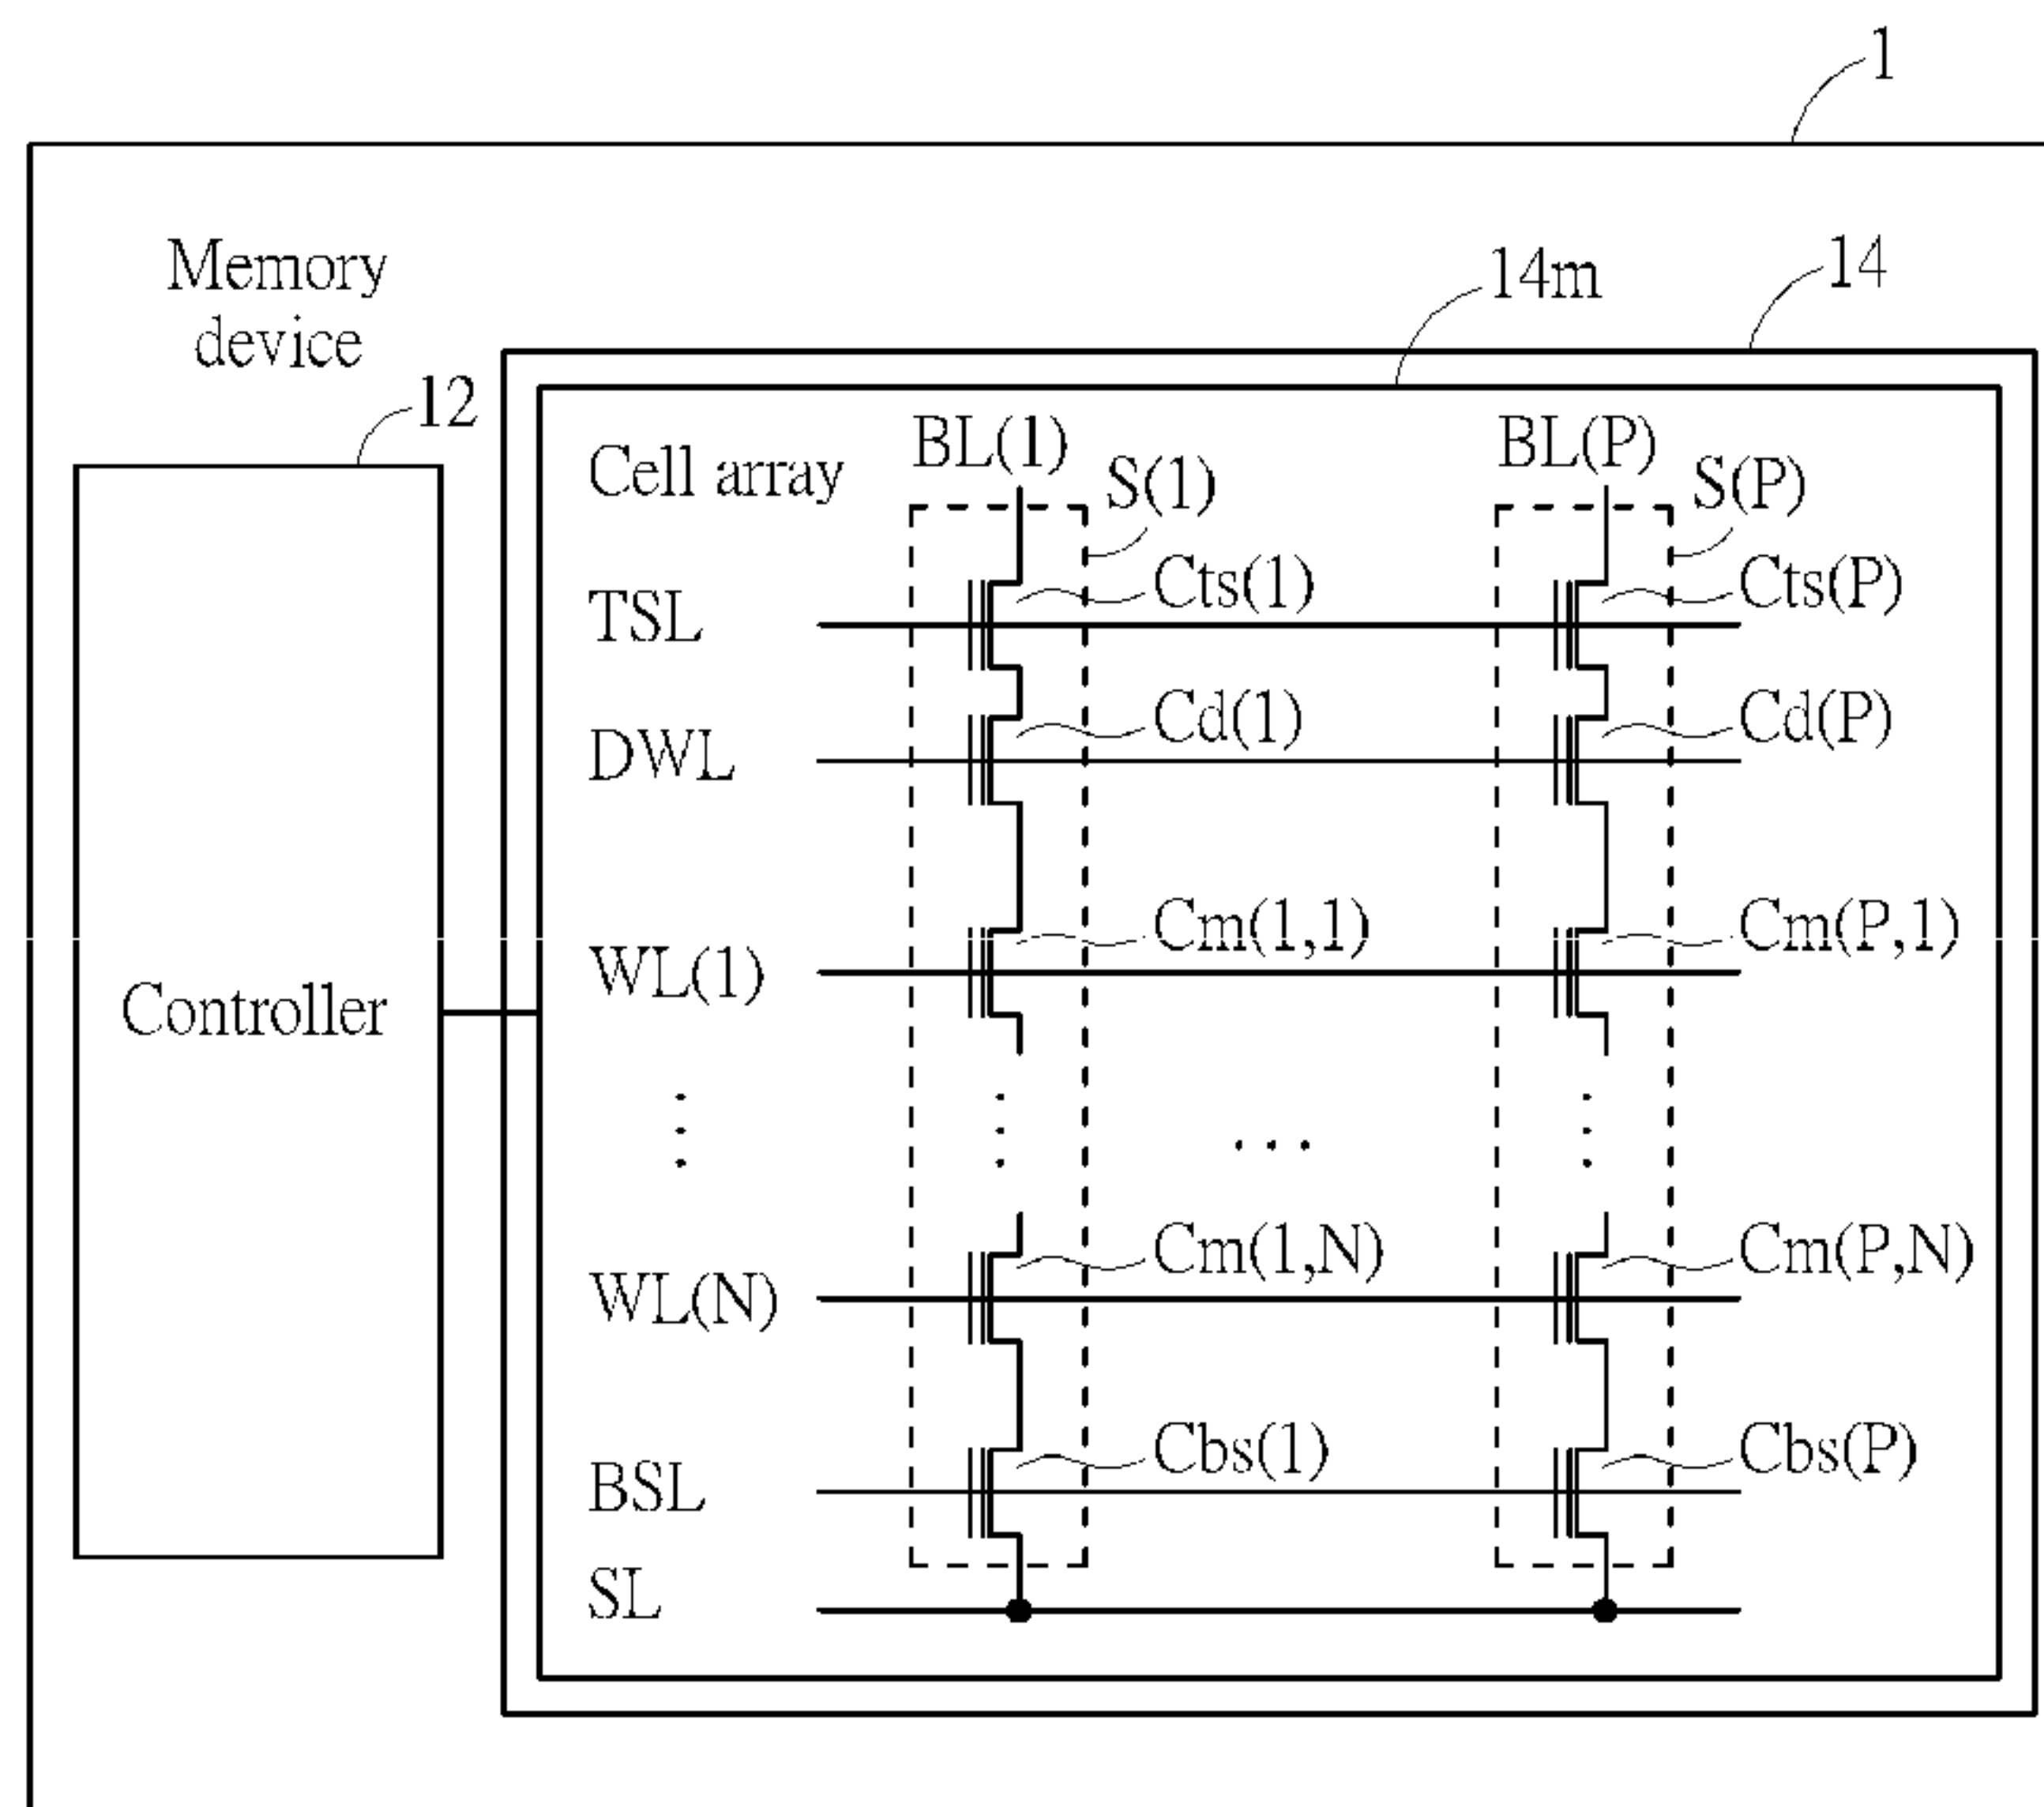 1
Memory
device
14m
14
12
Cell array
BL(1)
S(1)
BL(P)
S(P)
TSL
Cts(1)
Cts(P)
DWL
Cd(1)
Cd(P)
WL(1)
Cm(1,1)
Cm(P,1)
Controller
WL(N)
Cm(1,N)
Cm(P,N)
BSL
Cbs(1)
Cbs(P)
SL